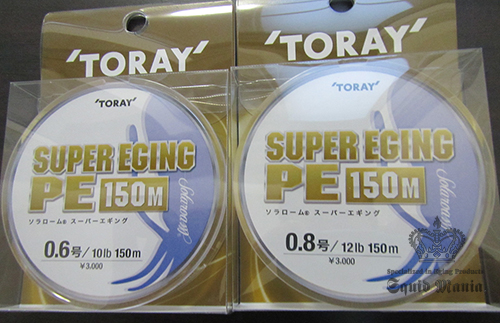 'TORAY'
'TORAY'
SUPER EGING
PE 150M
Solaroam
ソラローム® スーパーエギング
0.6号/10lb 150m
¥3,000
'TORAY'
'TORAY'
SUPER EGING
PE 150M
ソラローム® スーパーエギング
0.8号/12lb 150m
¥3,000
Specialized in Eging Products
Squid Mania